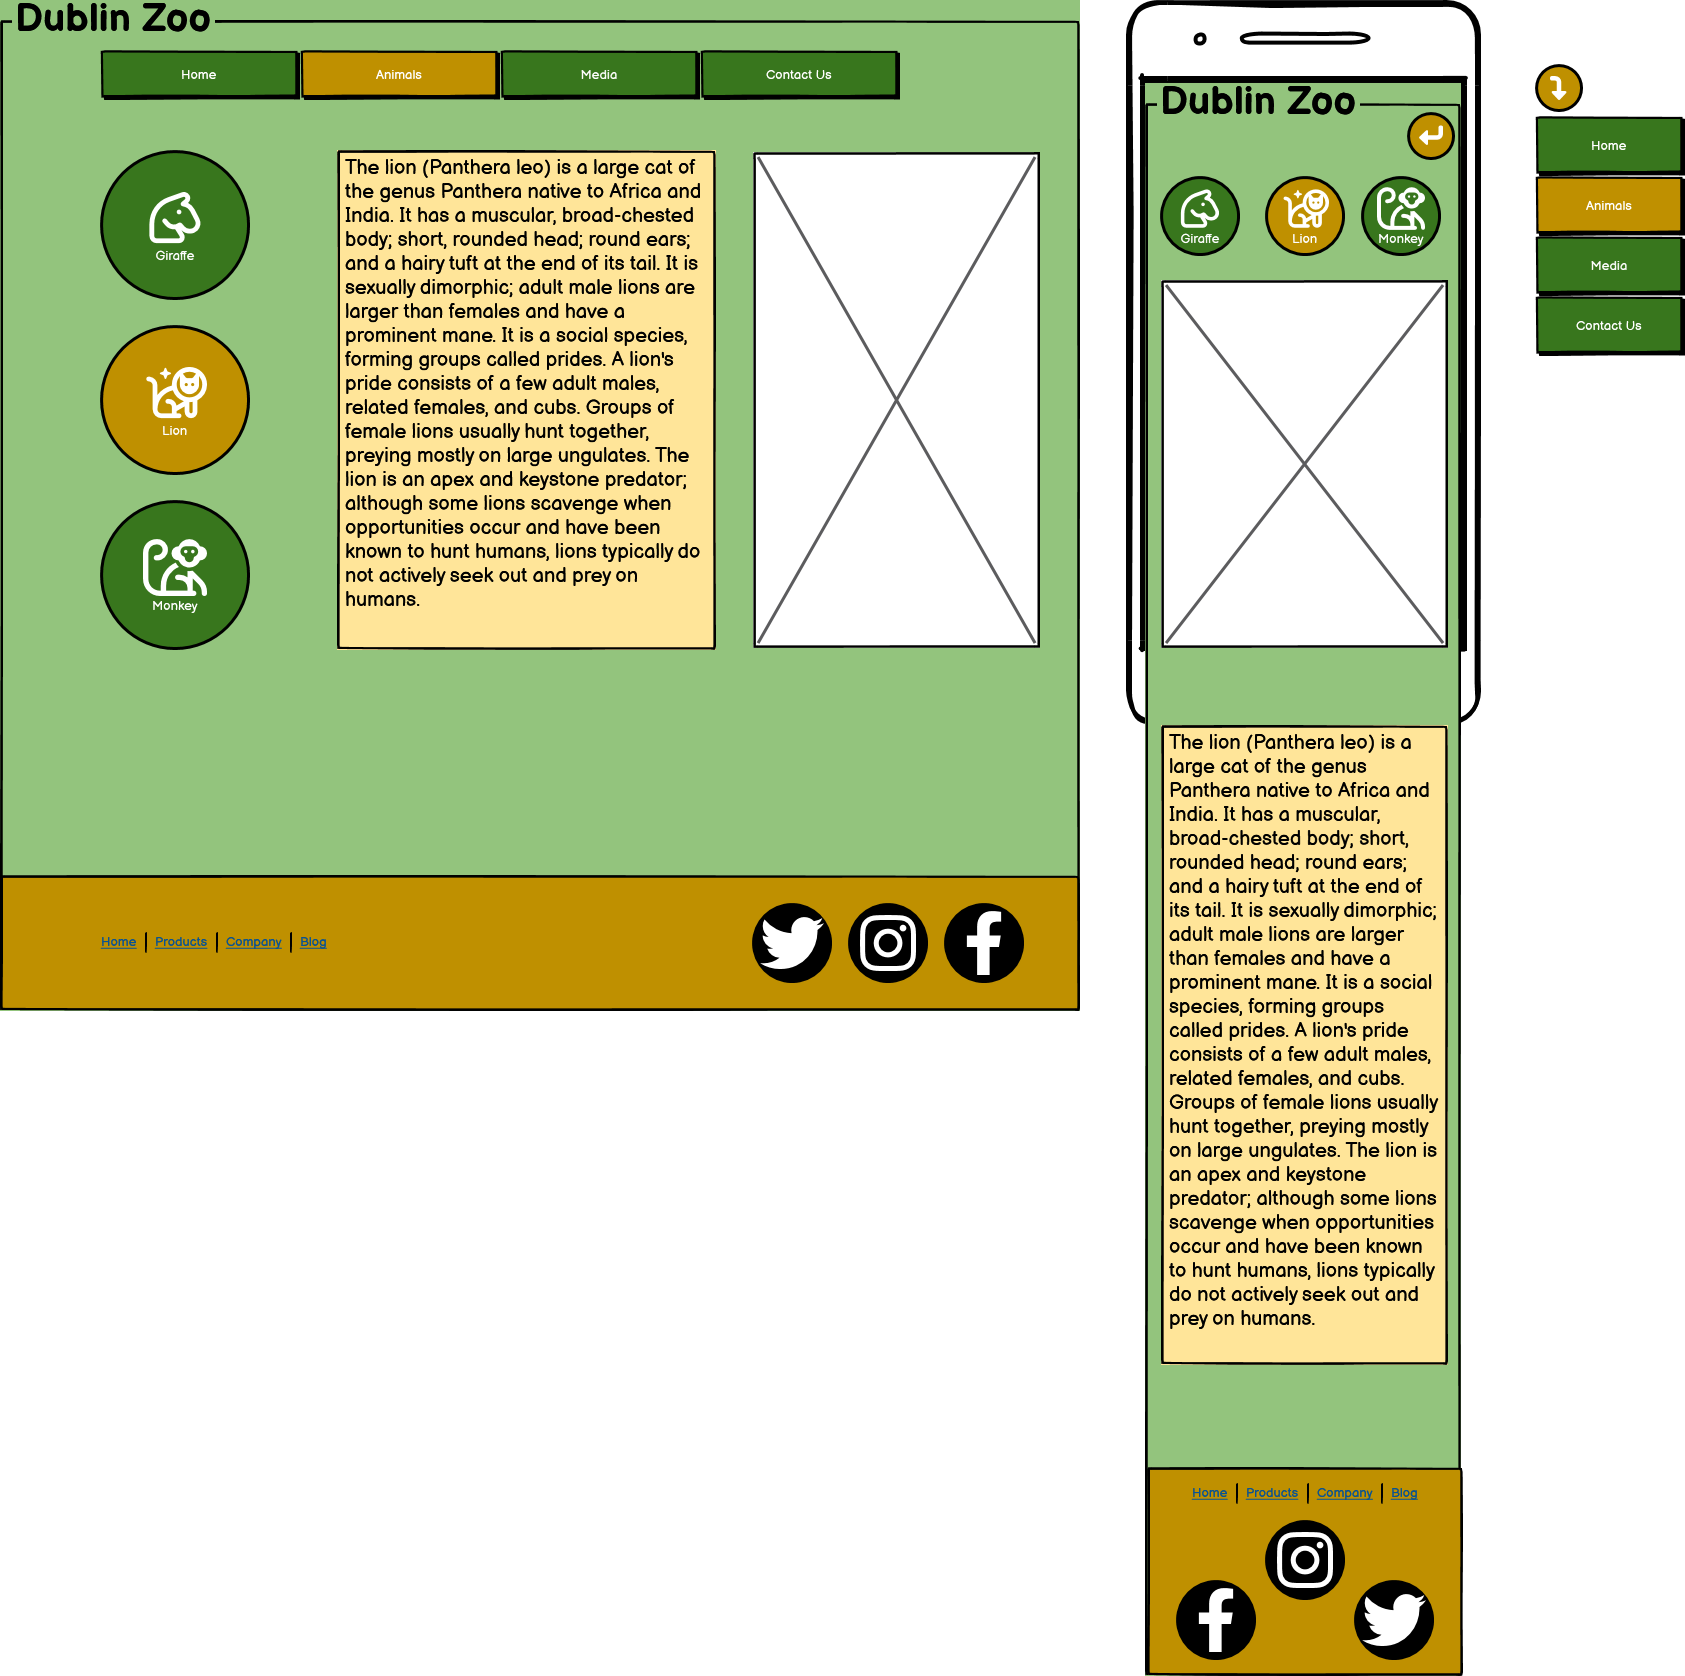 Dublin Zoo
Home
Animals
Media
Contact Us
Giraffe
Lion
Monkey
The lion (Panthera leo) is a large cat of
the genus Panthera native to Africa and
India. It has a muscular, broad-chested
body; short, rounded head; round ears;
and a hairy tuft at the end of its tail. It is
sexually dimorphic; adult male lions are
larger than females and have a
prominent mane. It is a social species,
forming groups called prides. A lion's
pride consists of a few adult males,
related females, and cubs. Groups of
female lions usually hunt together,
preying mostly on large ungulates. The
lion is an apex and keystone predator;
although some lions scavenge when
opportunities occur and have been
known to hunt humans, lions typically do
not actively seek out and prey on
humans.
Home
Products
Company
Blog
Dublin Zoo
Giraffe
Lion
Monkey
The lion (Panthera leo) is a
large cat of the genus
Panthera native to Africa and
India. It has a muscular,
broad-chested body; short,
rounded head; round ears;
and a hairy tuft at the end of
its tail. It is sexually dimorphic;
adult male lions are larger
than females and have a
prominent mane. It is a social
species, forming groups
called prides. A lion's pride
consists of a few adult males,
related females, and cubs.
Groups of female lions usually
hunt together, preying mostly
on large ungulates. The lion is
an apex and keystone
predator; although some lions
scavenge when opportunities
occur and have been known
to hunt humans, lions typically
do not actively seek out and
prey on humans.
Home
Products
Company
Blog
Home
Animals
Media
Contact Us